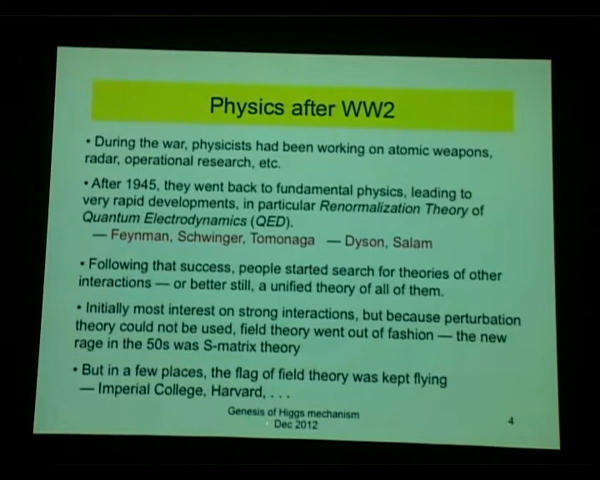 Physics after WW2
• During the war, physicists had been working on atomic weapons,
radar, operational research, etc.
• After 1945, they went back to fundamental physics, leading to
very rapid developments, in particular Renormalization Theory of
Quantum Electrodynamics (QED).
— Feynman, Schwinger, Tomonaga — Dyson, Salam
• Following that success, people started search for theories of other
interactions — or better still, a unified theory of all of them.
• Initially most interest on strong interactions, but because perturbation
theory could not be used, field theory went out of fashion — the new
rage in the 50s was S-matrix theory
• But in a few places, the flag of field theory was kept flying
— Imperial College, Harvard, . . .
Genesis of Higgs mechanism
Dec 2012
4